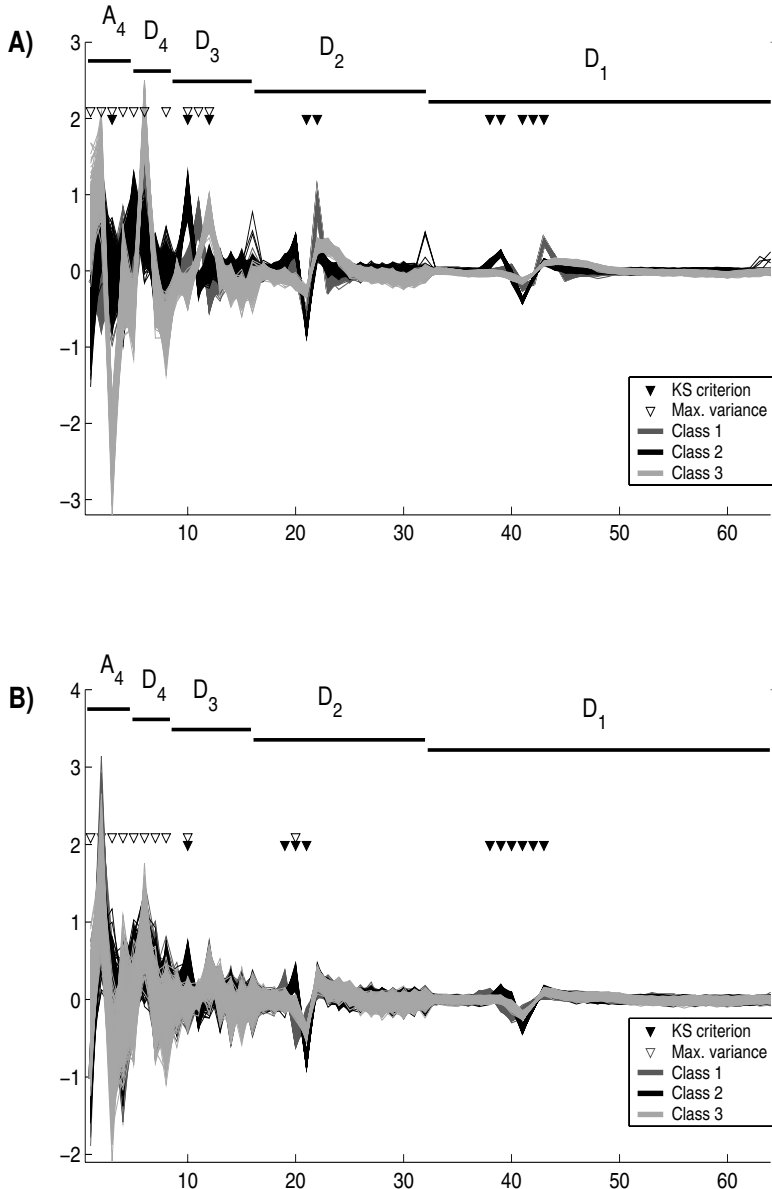 A)
A4 D4 D3 D2 D1
3
2
1
0
−1
−2
−3
10 20 30 40 50 60
KS criterion
Max. variance
Class 1
Class 2
Class 3
B)
A4 D4 D3 D2 D1
4
3
2
1
0
−1
−2
10 20 30 40 50 60
KS criterion
Max. variance
Class 1
Class 2
Class 3